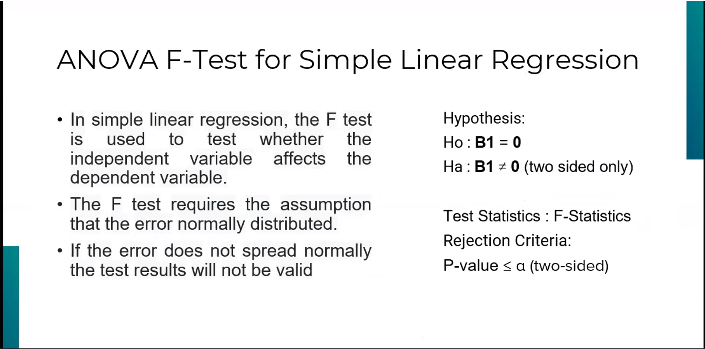 ANOVA F-Test for Simple Linear Regression
• In simple linear regression, the F test
is used to test whether the
independent variable affects the
dependent variable.
• The F test requires the assumption
that the error normally distributed.
• If the error does not spread normally
the test results will not be valid
Hypothesis:
Ho : B1 = 0
Ha : B1 ≠ 0 (two sided only)
Test Statistics : F-Statistics
Rejection Criteria:
P-value ≤ α (two-sided)